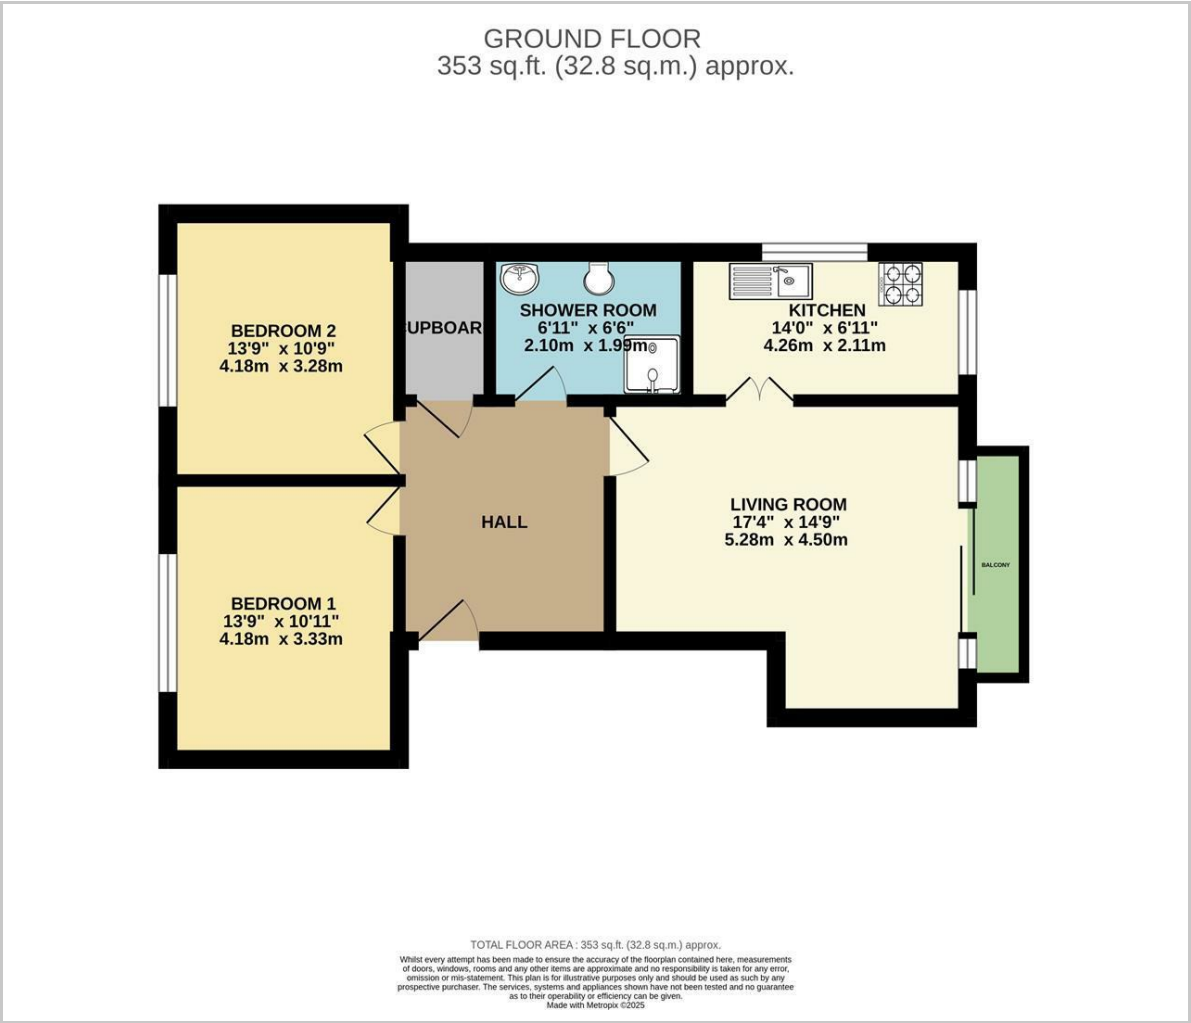 GROUND FLOOR
353 sq.ft. (32.8 sq.m.) approx.
BEDROOM 2
13'9" x 10'9"
4.18m x 3.28m
UPBOAR
SHOWER ROOM
6'11" x 6'6"
2.10m x 1.99m
KITCHEN
14'0" x 6'11"
4.26m x 2.11m
HALL
LIVING ROOM
17'4" x 14'9"
5.28m x 4.50m
BALCONY
BEDROOM 1
13'9" x 10'11"
4.18m x 3.33m
TOTAL FLOOR AREA : 353 sq.ft. (32.8 sq.m.) approx.
Whilst every attempt has been made to ensure the accuracy of the floorplan contained here, measurements
of doors, windows, rooms and any other items are approximate and no responsibility is taken for any error,
omission or mis-statement. This plan is for illustrative purposes only and should be used as such by any
prospective purchaser. The services, systems and appliances shown have not been tested and no guarantee
as to their operability or efficiency can be given.
Made with Metropix ©2025